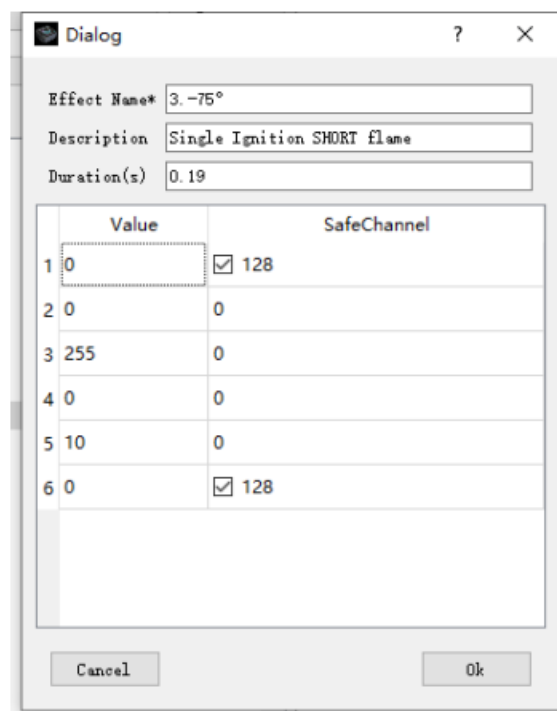 Dialog ? ×
Effect Name* 3.-75°
Description Single Ignition SHORT flame
Duration(s) 0.19
Value SafeChannel
1 0 128
2 0 0
3 255 0
4 0 0
5 10 0
6 0 128
Cancel Ok